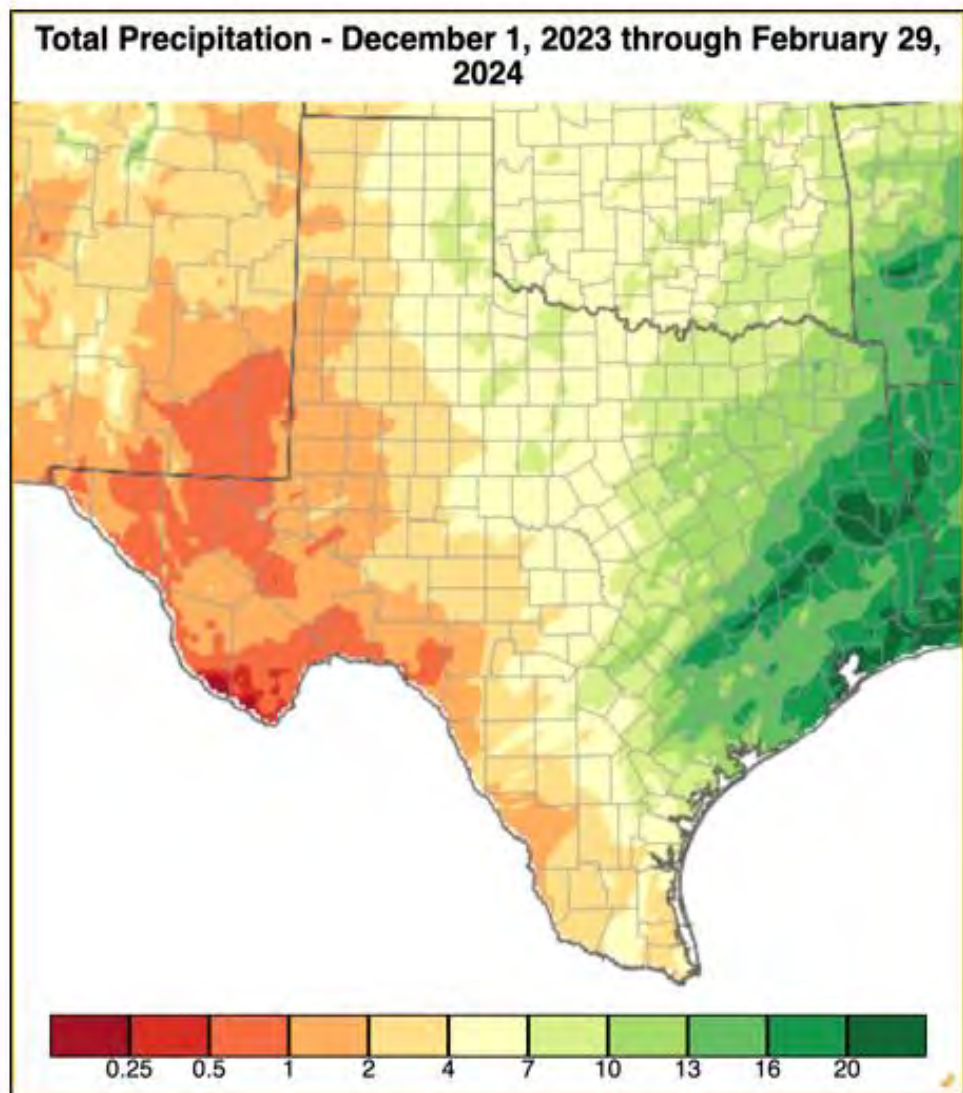 Total Precipitation - December 1, 2023 through February 29,
2024
0.25 0.5 1 2 4 7 10 13 16 20